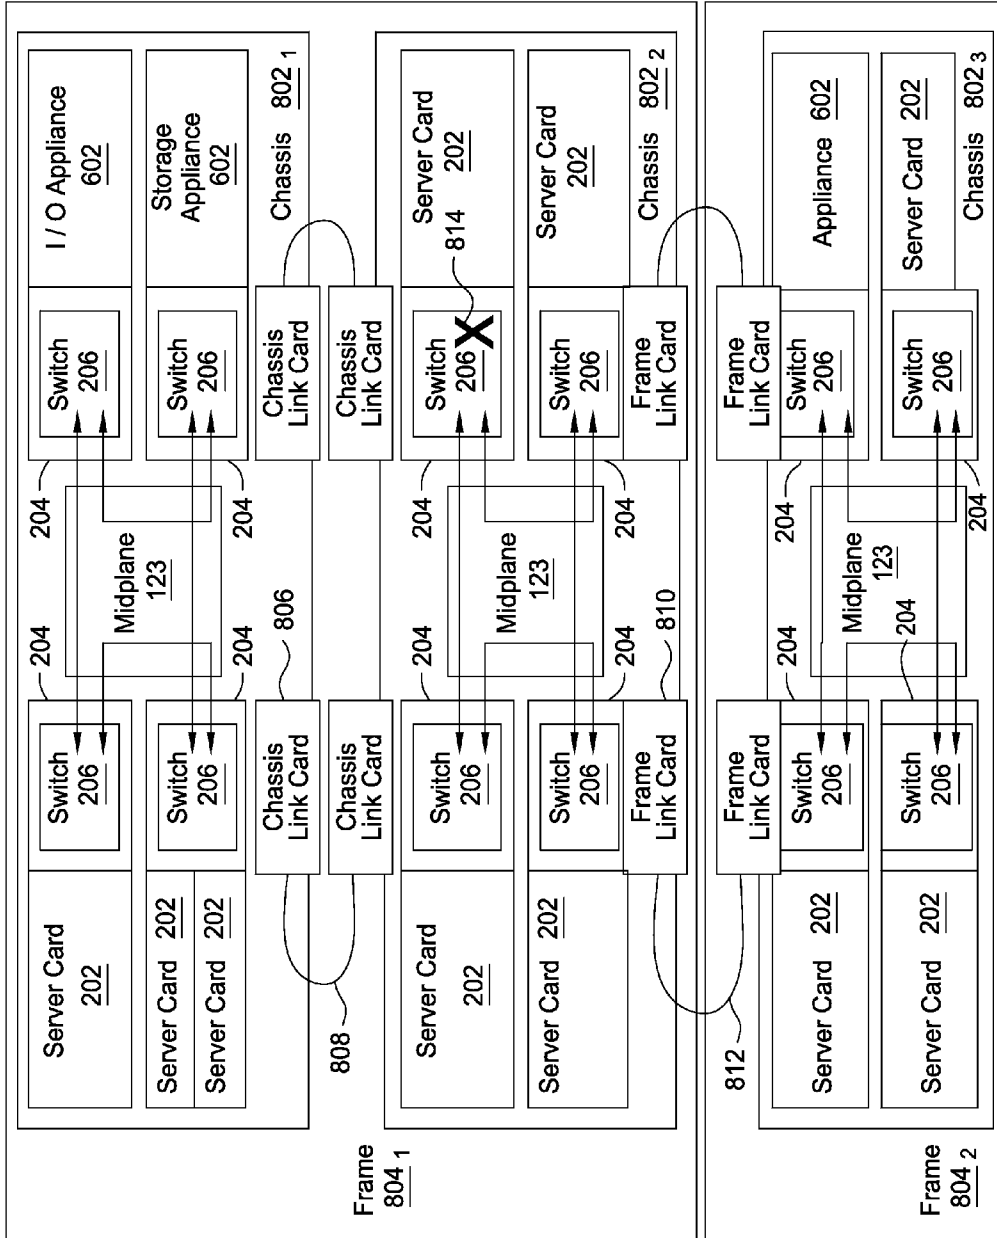 Server Card
202
Switch
206
204
Midplane
123
204
Switch
206
I / O Appliance
602
Server Card 202
Server Card 202
Switch
206
204
204
Switch
206
Storage
Appliance
602
Chassis
Link Card
806
Chassis
Link Card
Chassis 802 1
808
Chassis
Link Card
Chassis
Link Card
Frame
804 1
Server Card
202
Switch
206
204
Midplane
123
204
Switch
206
814
Server Card
202
Server Card 202
Switch
206
204
204
Switch
206
Server Card
202
Frame
Link Card
810
Frame
Link Card
Chassis 802 2
812
Frame
Link Card
Frame
Link Card
Server Card 202
Switch
206
204
Midplane
123
204
Switch
206
Appliance 602
Server Card 202
Switch
206
204
204
Switch
206
Server Card 202
Frame
804 2
Chassis 802 3